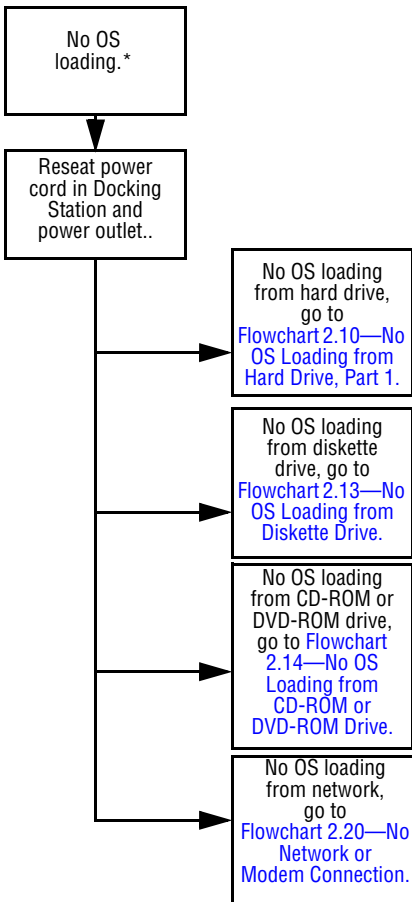 No OS
loading.*
Reseat power
cord in Docking
Station and
power outlet..
No OS loading
from hard drive,
go to
Flowchart 2.10—No
OS Loading from
Hard Drive, Part 1.
No OS loading
from diskette
drive, go to
Flowchart 2.13—No
OS Loading from
Diskette Drive.
No OS loading
from CD-ROM or
DVD-ROM drive,
go to Flowchart
2.14—No OS
Loading from
CD-ROM or
DVD-ROM Drive.
No OS loading
from network,
go to
Flowchart 2.20—No
Network or
Modem Connection.